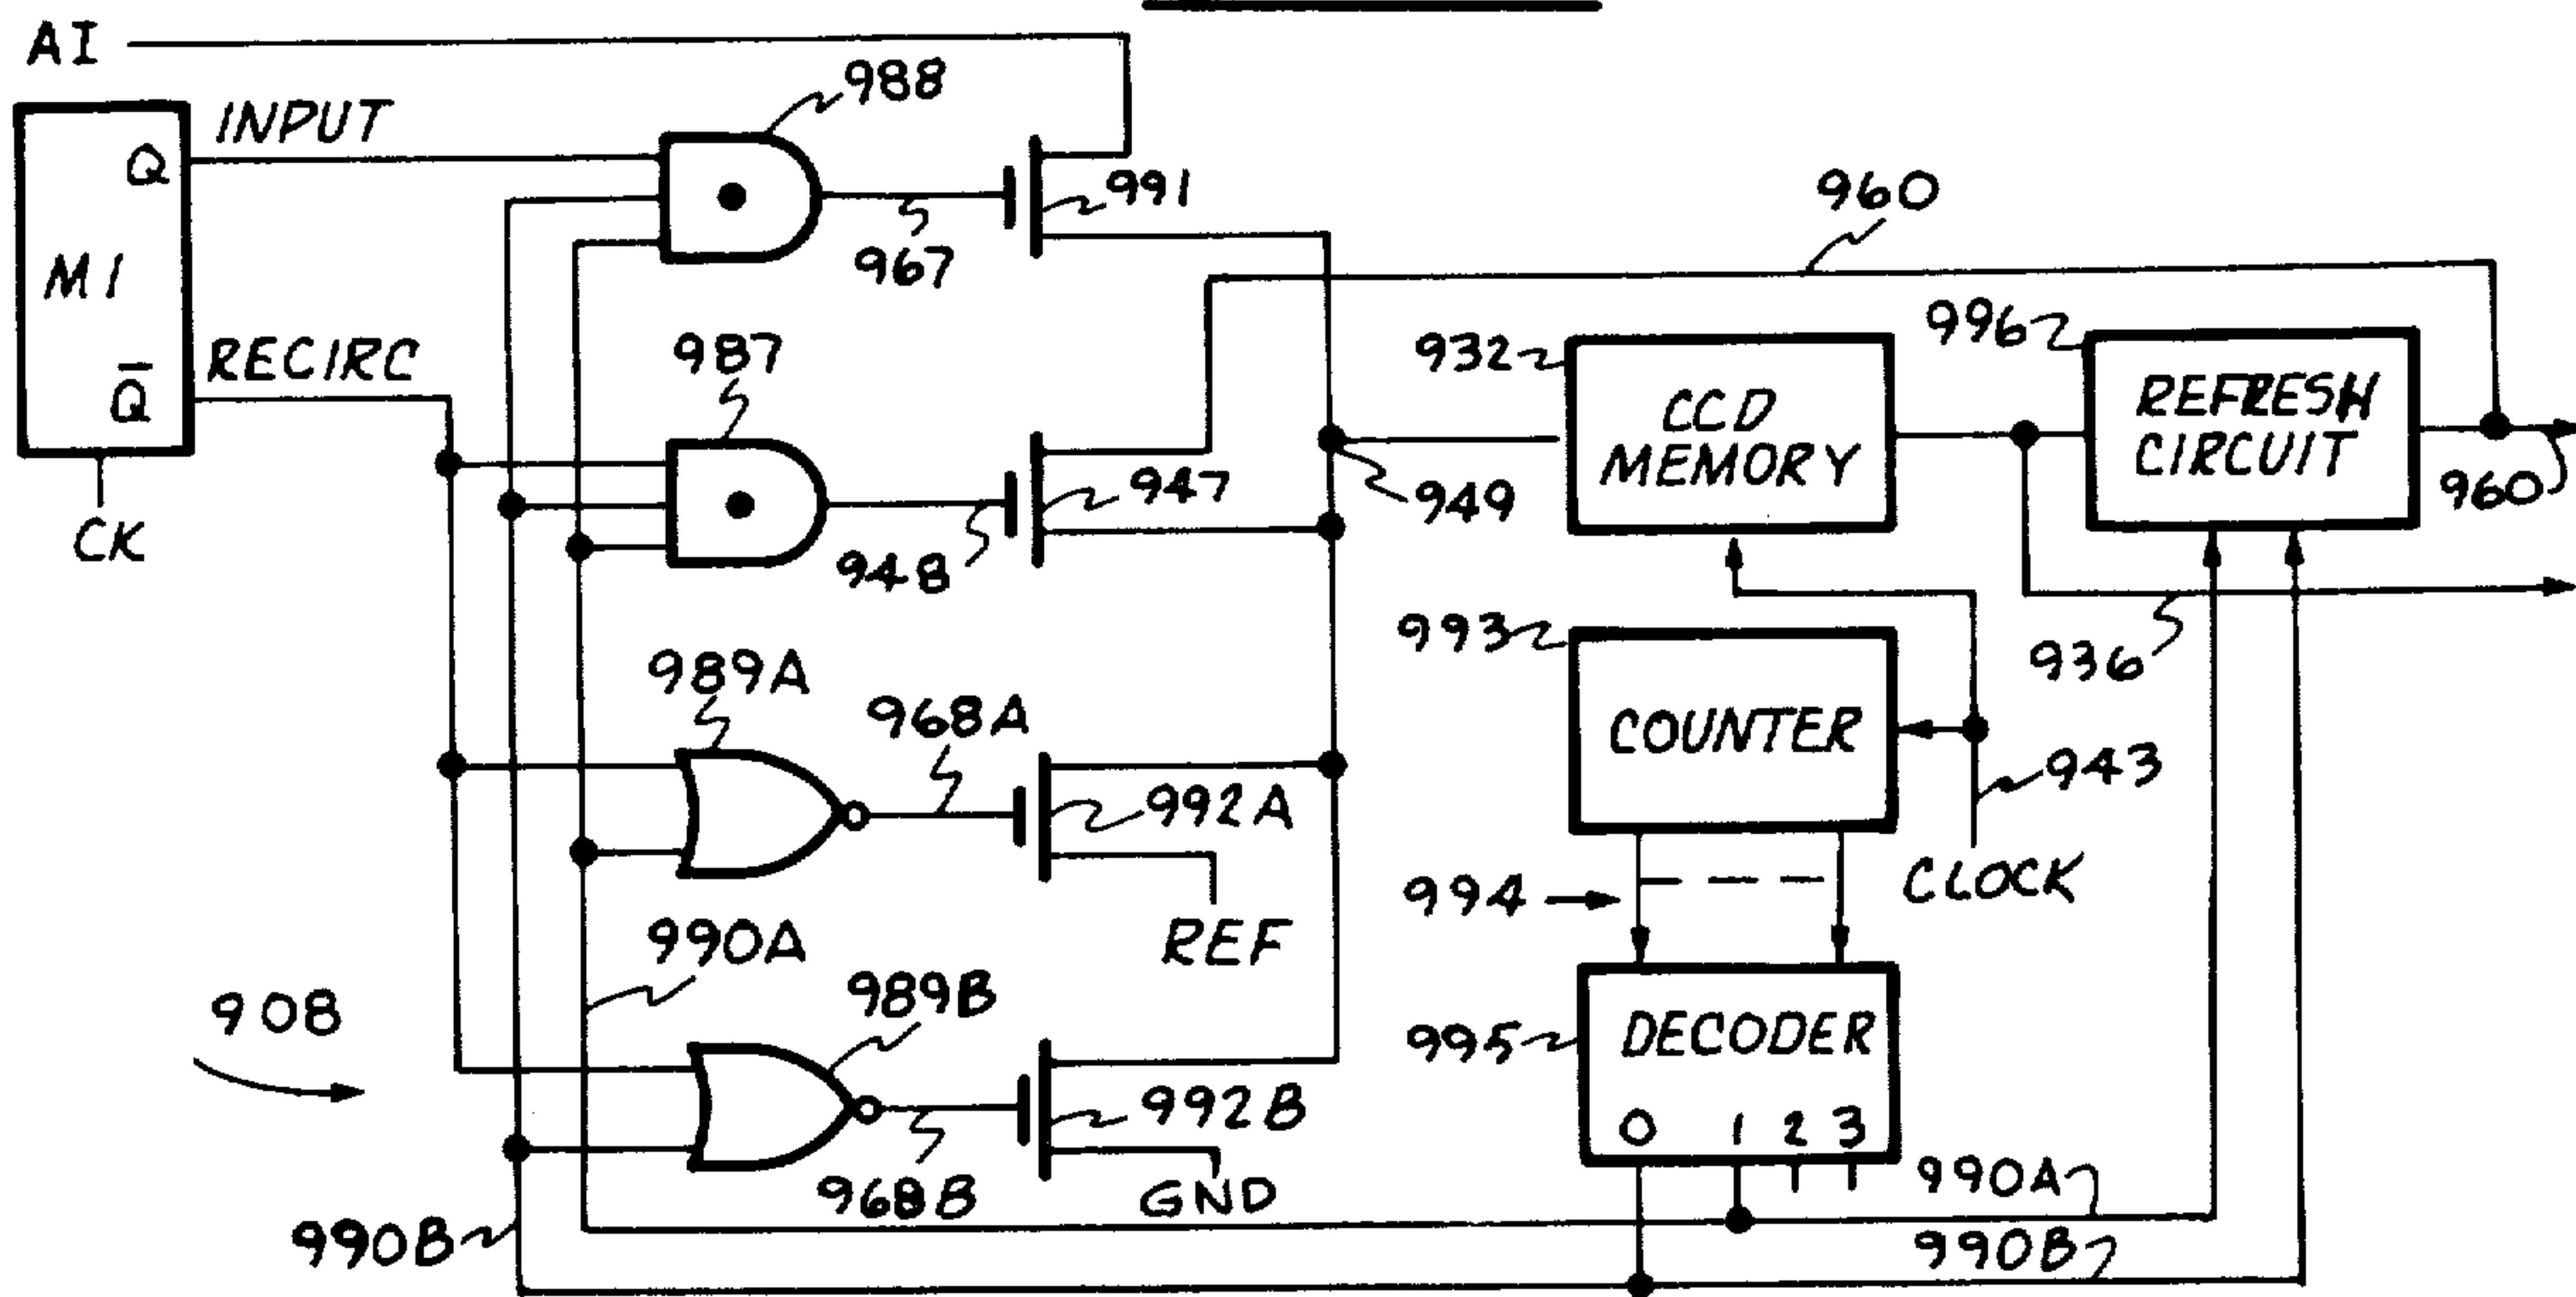 AI
988
INPUT
Q
991
960
967
MI
996
987
932
RECIRC
Q̄
CCD
MEMORY
REFRESH
CIRCUIT
947
949
960
CK
948
993
936
989A
968A
COUNTER
943
992A
994
CLOCK
REF
990A
908
989B
995
DECODER
992B
0 1 2 3
968B
GND
990A
990B
990B